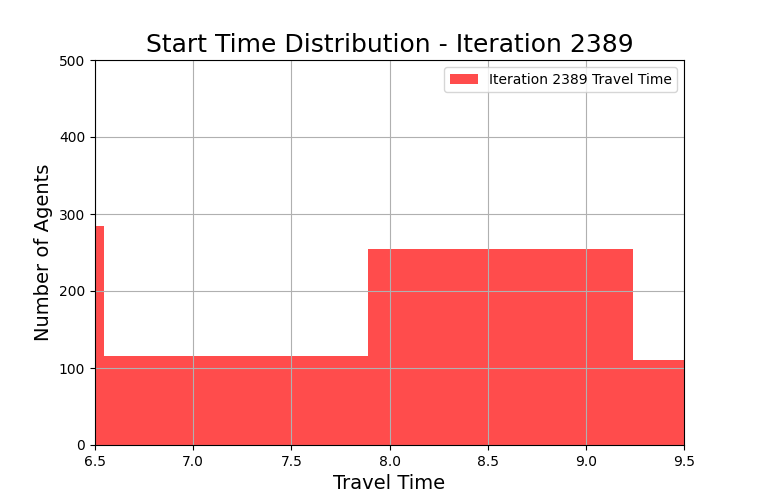 Start Time Distribution - Iteration 2389
Iteration 2389 Travel Time
Number of Agents
500
400
300
200
100
0
6.5 7.0 7.5 8.0 8.5 9.0 9.5
Travel Time